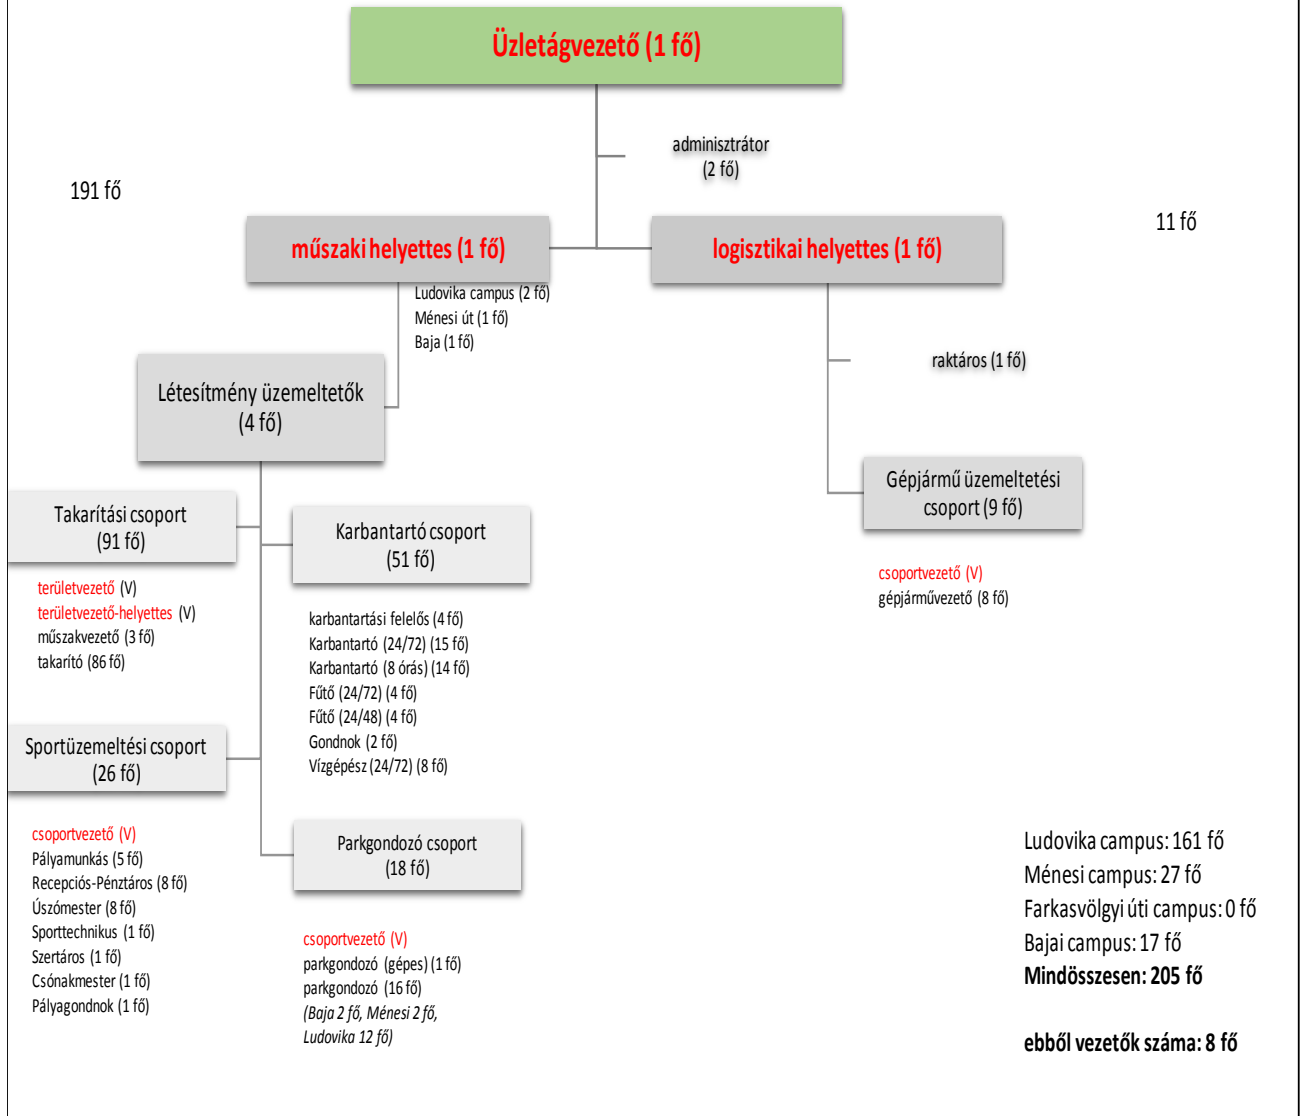 Üzletágvezető (1 fő)
adminisztrátor
(2 fő)
191 fő
11 fő
műszaki helyettes (1 fő)
logisztikai helyettes (1 fő)
Ludovika campus (2 fő)
Ménesi út (1 fő)
Baja (1 fő)
raktáros (1 fő)
Létesítmény üzemeltetők
(4 fő)
Gépjármű üzemeltetési
csoport (9 fő)
csoportvezető (V)
gépjárművezető (8 fő)
Takarítási csoport
(91 fő)
területvezető (V)
területvezető-helyettes (V)
műszakvezető (3 fő)
takarító (86 fő)
Karbantartó csoport
(51 fő)
karbantartási felelős (4 fő)
Karbantartó (24/72) (15 fő)
Karbantartó (8 órás) (14 fő)
Fűtő (24/72) (4 fő)
Fűtő (24/48) (4 fő)
Gondnok (2 fő)
Vízgépész (24/72) (8 fő)
Sportüzemeltési csoport
(26 fő)
csoportvezető (V)
Pályamunkás (5 fő)
Recepciós-Pénztáros (8 fő)
Úszómester (8 fő)
Sporttechnikus (1 fő)
Szertáros (1 fő)
Csónakmester (1 fő)
Pályagondnok (1 fő)
Parkgondozó csoport
(18 fő)
csoportvezető (V)
parkgondozó (gépes) (1 fő)
parkgondozó (16 fő)
(Baja 2 fő, Ménesi 2 fő,
Ludovika 12 fő)
Ludovika campus: 161 fő
Ménesi campus: 27 fő
Farkasvölgyi úti campus: 0 fő
Bajai campus: 17 fő
Mindösszesen: 205 fő
ebből vezetők száma: 8 fő